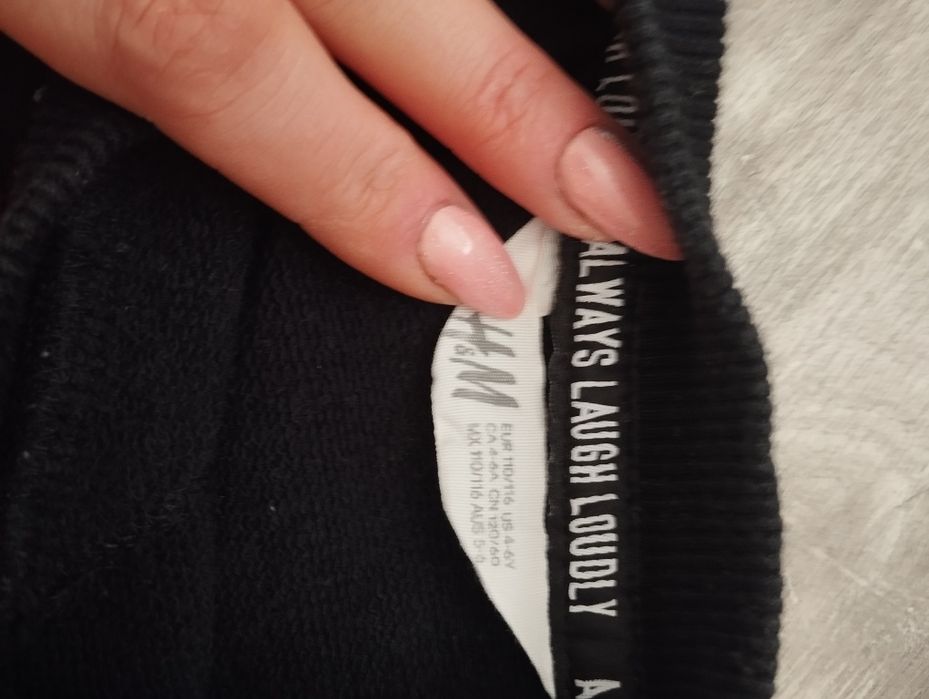 H&M
EUR 110/116 US 4-6Y
CA 4-6A CN 120/60
MX 110/116 AUS 5-6
ALWAYS LAUGH LOUDLY